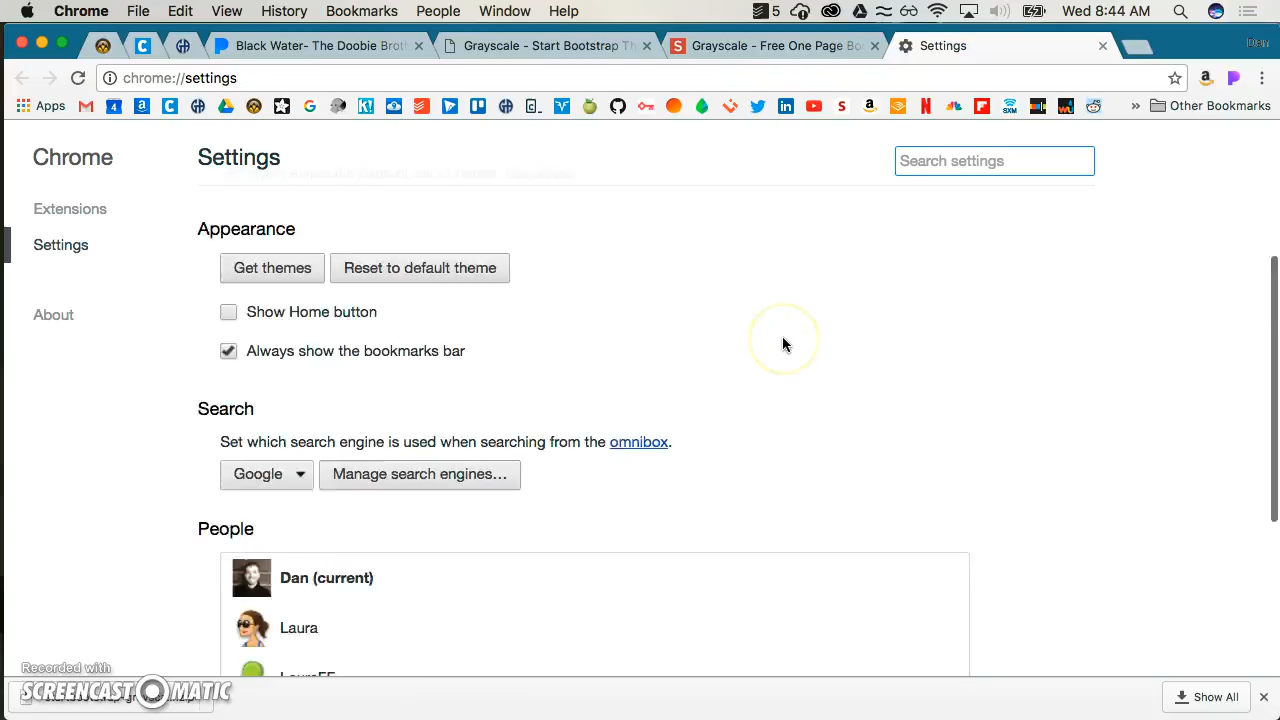 Chrome File Edit View History Bookmarks People Window Help
5 Wed 8:44 AM
Black Water- The Doobie Brot
Grayscale - Start Bootstrap Th
Grayscale - Free One Page Boo
Settings
Dan
chrome://settings
Apps
Other Bookmarks
Chrome
Settings
Search settings
Extensions
Settings
About
Appearance
Get themes
Reset to default theme
Show Home button
Always show the bookmarks bar
Search
Set which search engine is used when searching from the omnibox.
Google
Manage search engines...
People
Dan (current)
Laura
Recorded with
SCREENCAST-O-MATIC
Show All